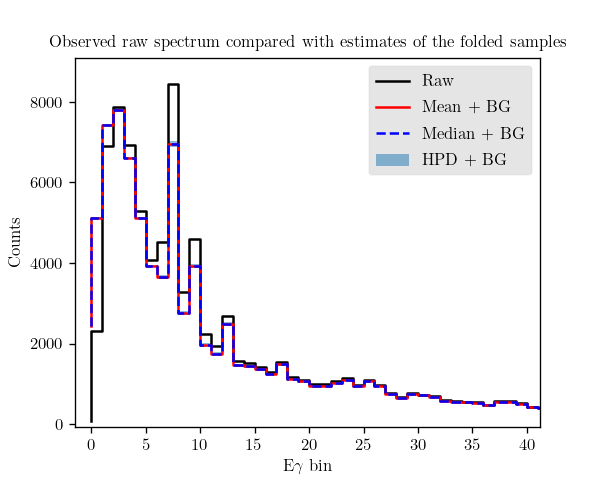 Observed raw spectrum compared with estimates of the folded samples
Raw
Mean + BG
Median + BG
HPD + BG
Counts
8000
6000
4000
2000
0
0 5 10 15 20 25 30 35 40
Eγ bin